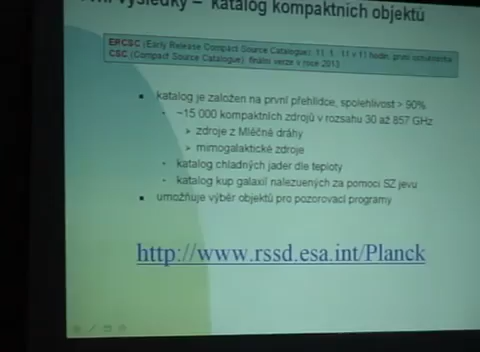 výsledky – katalog kompaktních objektů
ERCSC (Early Release Compact Source Catalogue) 11. 1. 11 v 11 hodin, první
CSC (Compact Source Catalogue) finální verze v roce 2013
katalog je založen na první přehlídce, spolehlivost > 90%
~15 000 kompaktních zdrojů v rozsahu 30 až 857 GHz
zdroje z Mléčné dráhy
mimogalaktické zdroje
katalog chladných jader dle teploty
katalog kup galaxií nalezených za pomoci SZ jevu
umožňuje výběr objektů pro pozorovací programy
http://www.rssd.esa.int/Planck